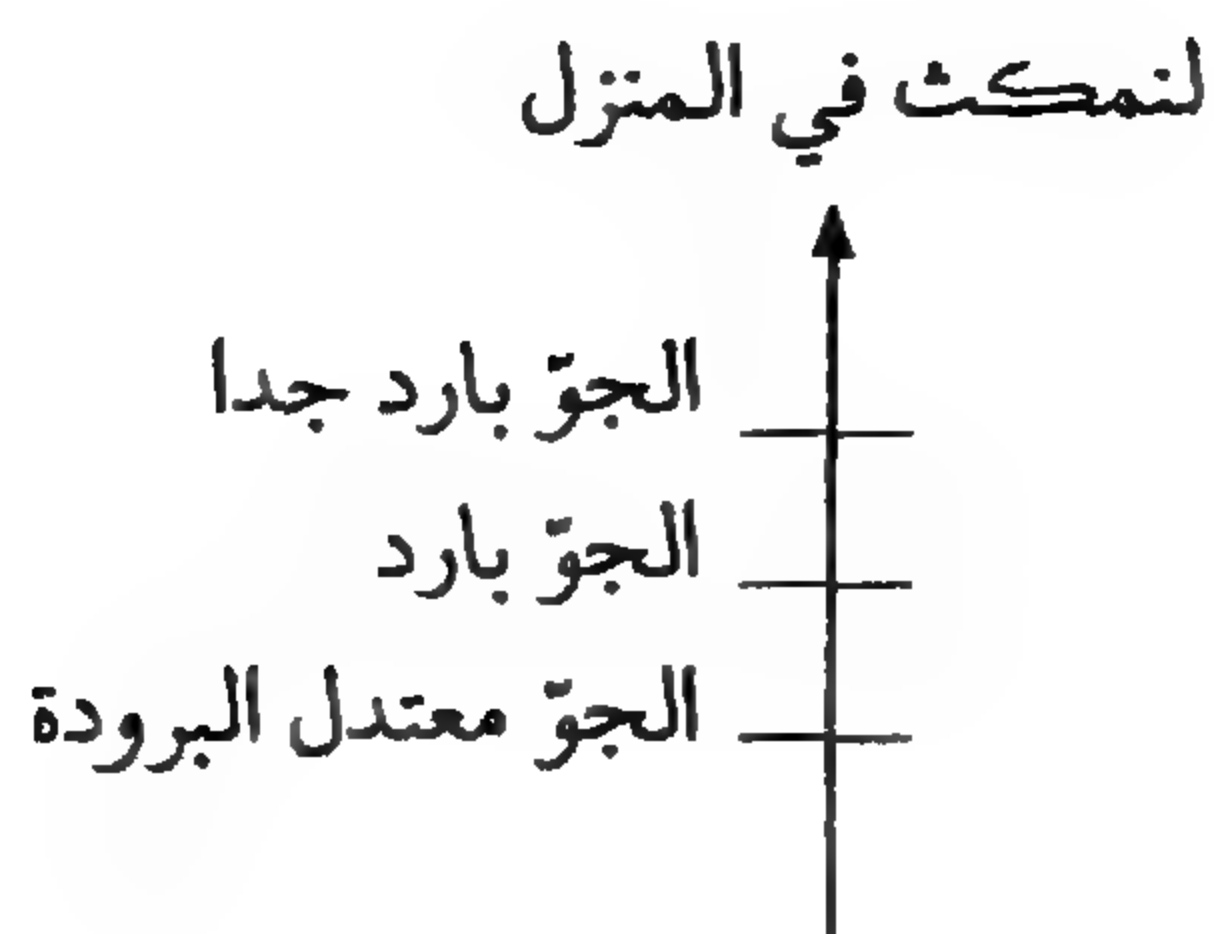 لنمكث في المنزل
الجوّ بارد جدا
الجوّ بارد
الجوّ معتدل البرودة